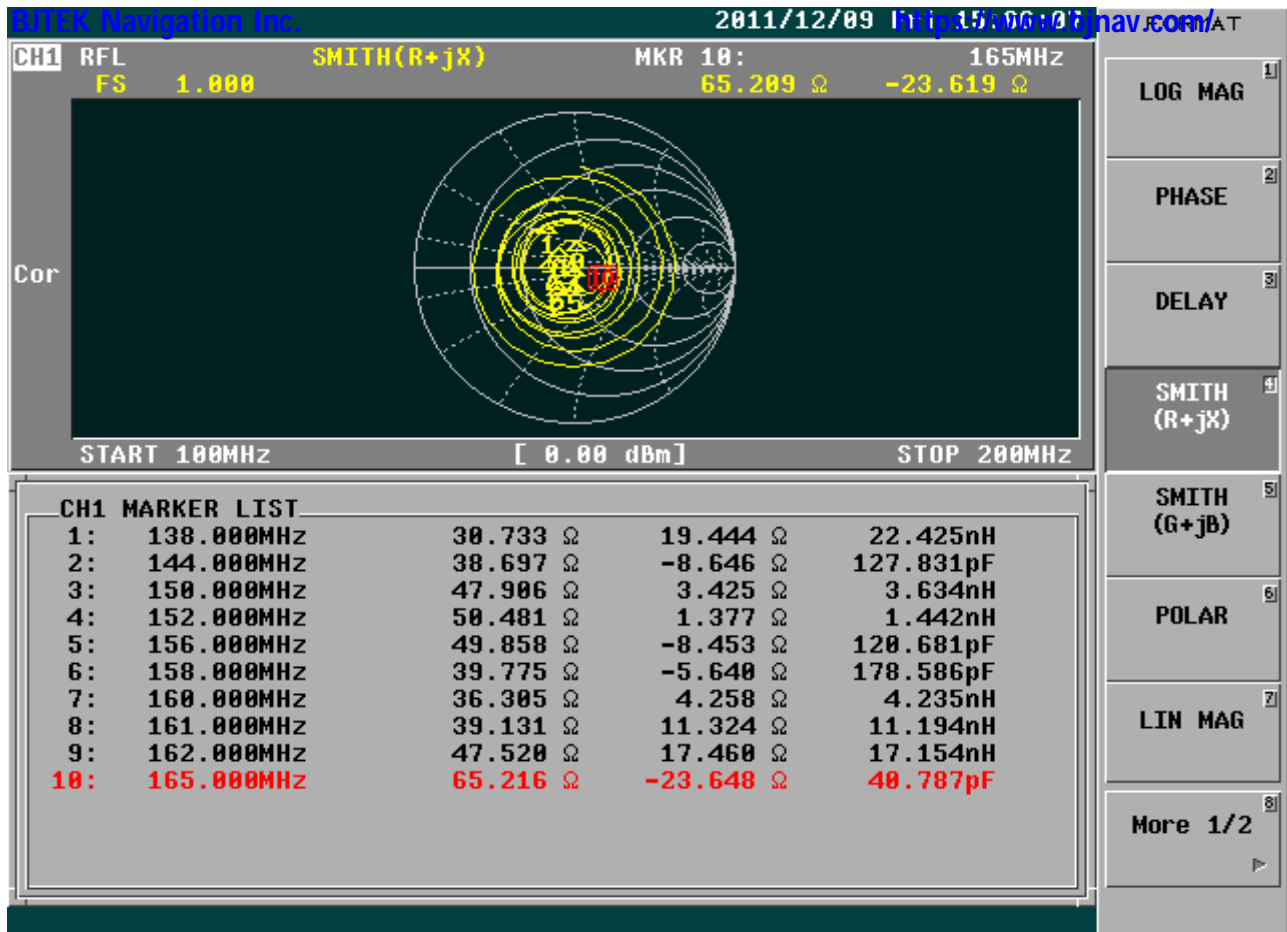 BJTEK Navigation Inc.
2011/12/09
https://www.bjnav.com/
CH1 RFL SMITH(R+jX) MKR 10: 165MHz
FS 1.000 65.209 Ω -23.619 Ω
1
10
25
Cor
START 100MHz [ 0.00 dBm] STOP 200MHz
CH1 MARKER LIST
1: 138.000MHz 30.733 Ω 19.444 Ω 22.425nH
2: 144.000MHz 38.697 Ω -8.646 Ω 127.831pF
3: 150.000MHz 47.906 Ω 3.425 Ω 3.634nH
4: 152.000MHz 50.481 Ω 1.377 Ω 1.442nH
5: 156.000MHz 49.858 Ω -8.453 Ω 120.681pF
6: 158.000MHz 39.775 Ω -5.640 Ω 178.586pF
7: 160.000MHz 36.305 Ω 4.258 Ω 4.235nH
8: 161.000MHz 39.131 Ω 11.324 Ω 11.194nH
9: 162.000MHz 47.520 Ω 17.460 Ω 17.154nH
10: 165.000MHz 65.216 Ω -23.648 Ω 40.787pF
FORMAT
1
LOG MAG
2
PHASE
3
DELAY
4
SMITH
(R+jX)
5
SMITH
(G+jB)
6
POLAR
7
LIN MAG
8
More 1/2